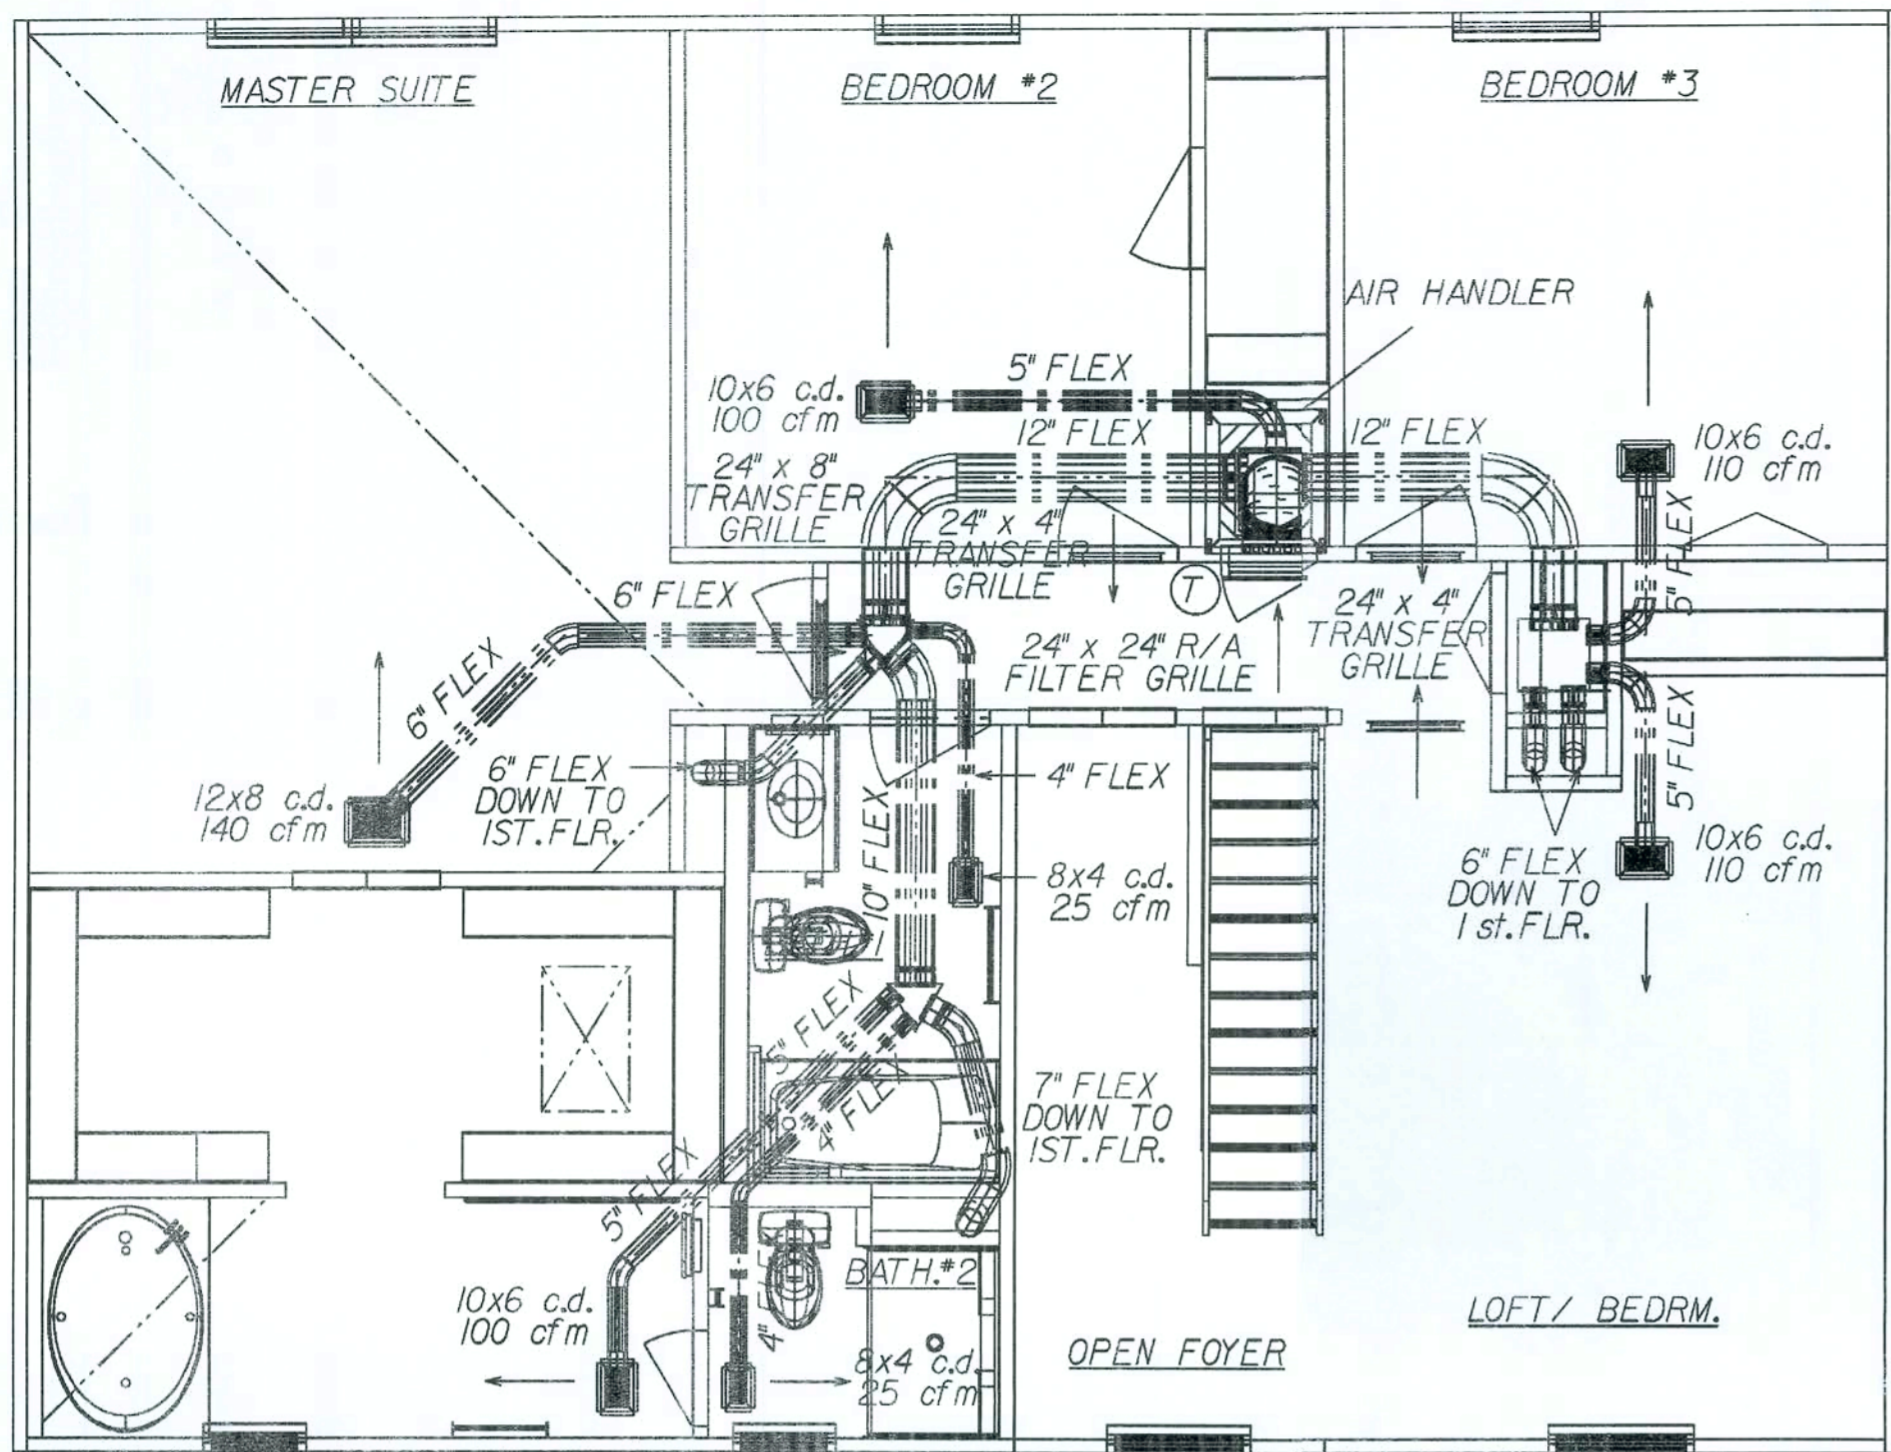 MASTER SUITE
BEDROOM #2
BEDROOM #3
AIR HANDLER
5" FLEX
10x6 c.d.
100 cfm
12" FLEX
12" FLEX
10x6 c.d.
110 cfm
24" x 8"
TRANSFER
GRILLE
24" x 4"
TRANSFER
GRILLE
5" FLEX
6" FLEX
T
24" x 4"
TRANSFER
GRILLE
24" x 24" R/A
FILTER GRILLE
6" FLEX
6" FLEX
DOWN TO
1ST.FLR.
4" FLEX
5" FLEX
12x8 c.d.
140 cfm
10" FLEX
8x4 c.d.
25 cfm
6" FLEX
DOWN TO
1st.FLR.
10x6 c.d.
110 cfm
5" FLEX
4" FLEX
7" FLEX
DOWN TO
1ST.FLR.
5" FLEX
4" FLEX
BATH.#2
10x6 c.d.
100 cfm
8x4 c.d.
25 cfm
OPEN FOYER
LOFT/ BEDRM.